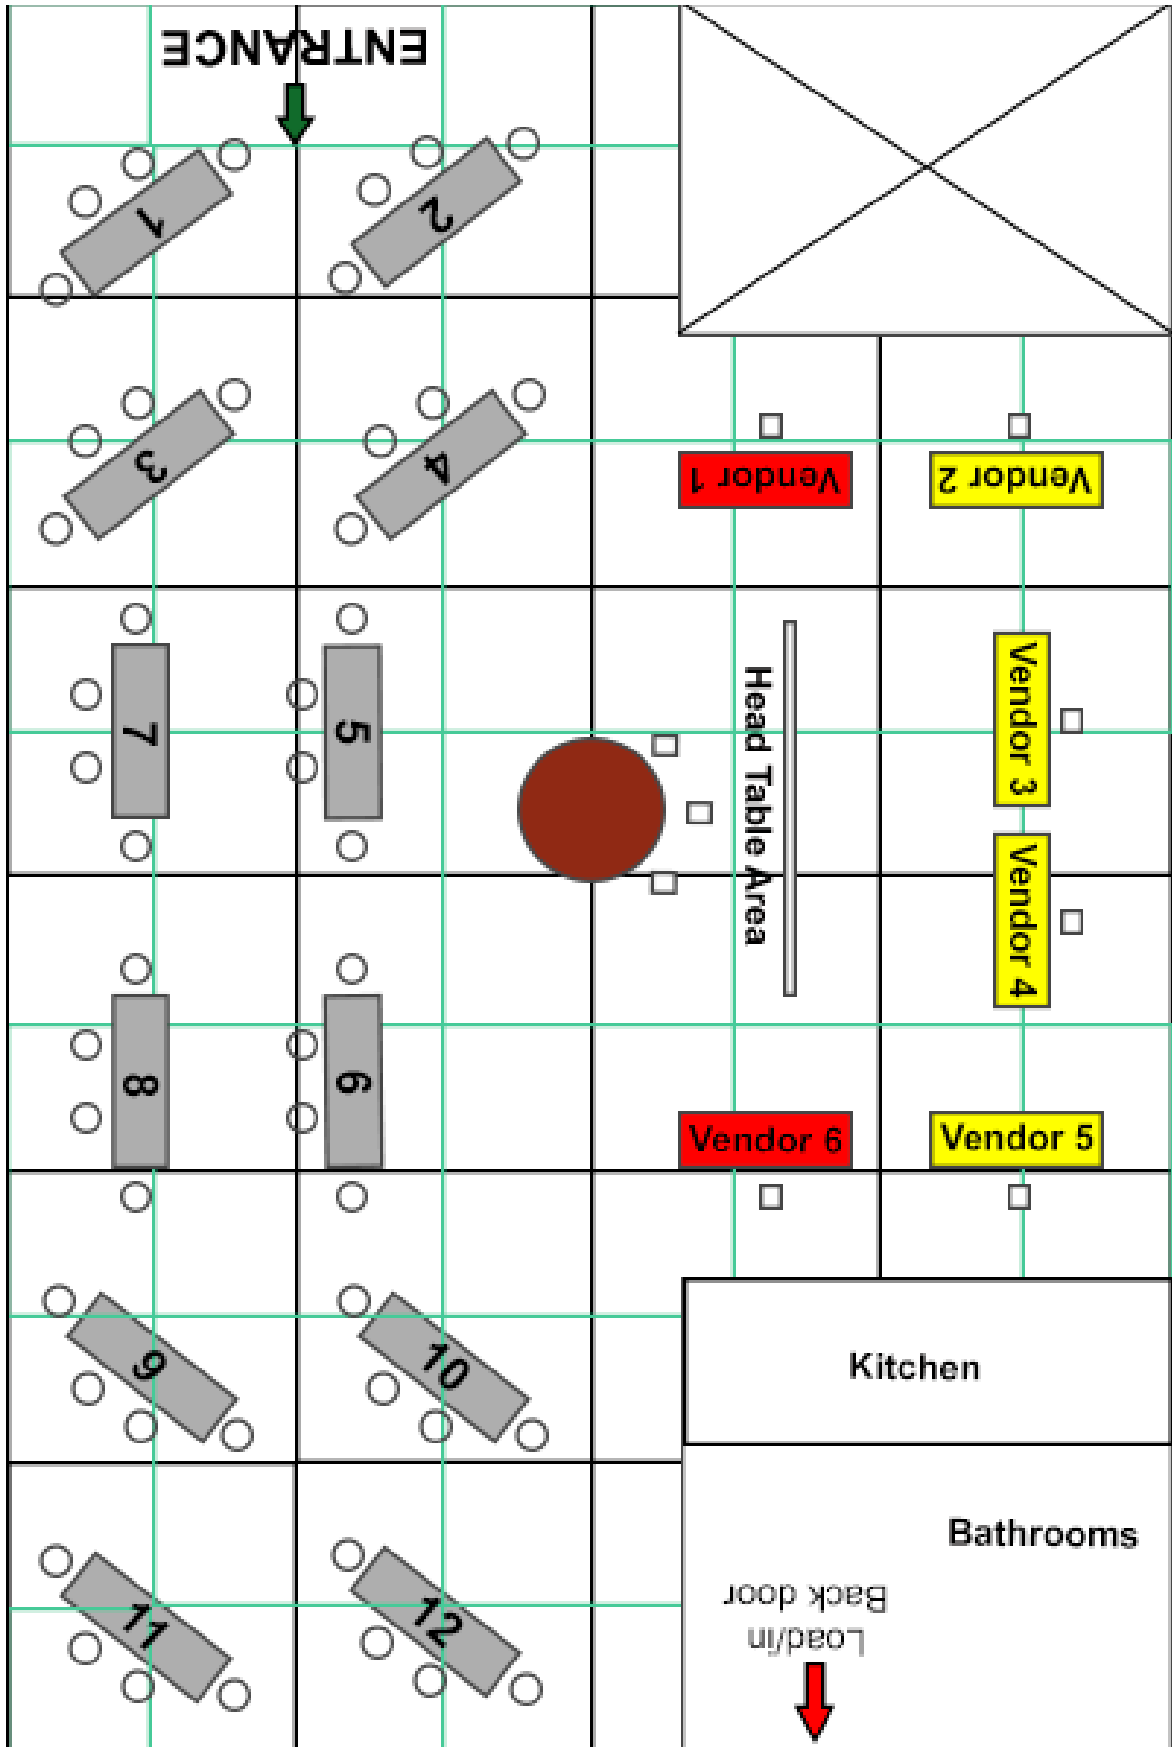 ENTRANCE
1
2
3
4
Vendor 1
Vendor 2
7
5
Head Table Area
Vendor 3
Vendor 4
8
6
Vendor 6
Vendor 5
9
10
Kitchen
Bathrooms
11
12
Load/in
Back door